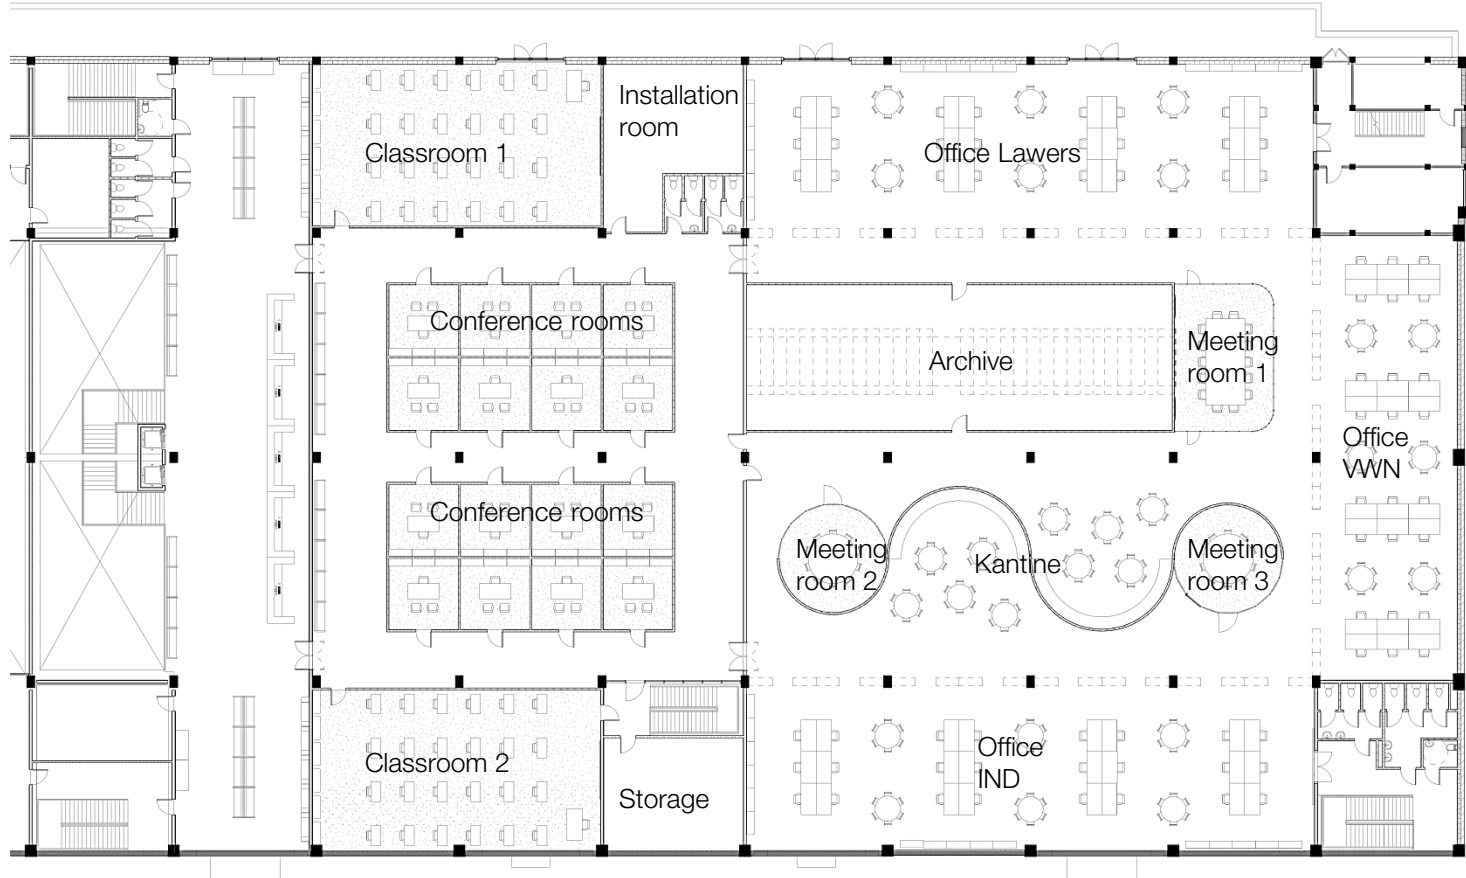 Installation
room
Classroom 1
Office Lawers
Conference rooms
Archive
Meeting
room 1
Office
VWN
Conference rooms
Meeting
room 2
Kantine
Meeting
room 3
Classroom 2
Storage
Office
IND